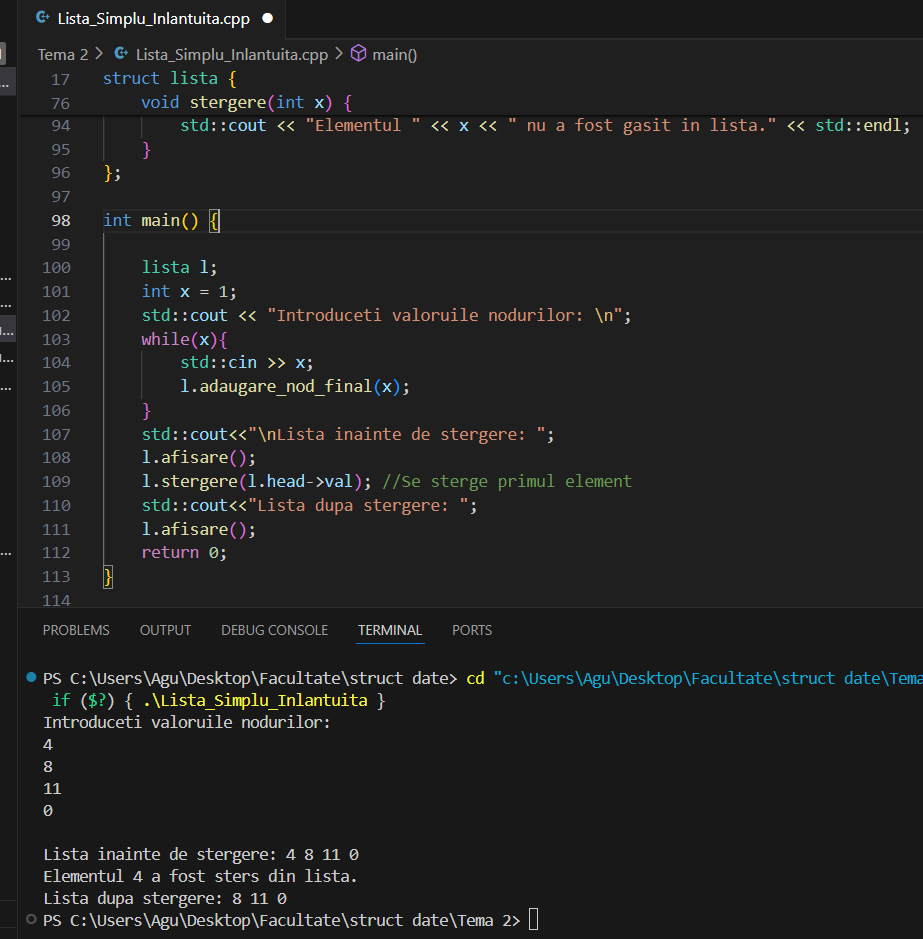 Lista_Simplu_Inlantuita.cpp
Tema 2 > Lista_Simplu_Inlantuita.cpp > main()
17 struct lista {
76     void stergere(int x) {
94         std::cout << "Elementul " << x << " nu a fost gasit in lista." << std::endl;
95     }
96 };
97
98 int main() {
99
100     lista l;
101     int x = 1;
102     std::cout << "Introduceti valoruile nodurilor: \n";
103     while(x){
104         std::cin >> x;
105         l.adaugare_nod_final(x);
106     }
107     std::cout<<"\nLista inainte de stergere: ";
108     l.afisare();
109     l.stergere(l.head->val); //Se sterge primul element
110     std::cout<<"Lista dupa stergere: ";
111     l.afisare();
112     return 0;
113 }
114
PROBLEMS OUTPUT DEBUG CONSOLE TERMINAL PORTS
PS C:\Users\Agu\Desktop\Facultate\struct date> cd "c:\Users\Agu\Desktop\Facultate\struct date\Tema
if ($?) { .\Lista_Simplu_Inlantuita }
Introduceti valoruile nodurilor:
4
8
11
0
Lista inainte de stergere: 4 8 11 0
Elementul 4 a fost sters din lista.
Lista dupa stergere: 8 11 0
PS C:\Users\Agu\Desktop\Facultate\struct date\Tema 2>